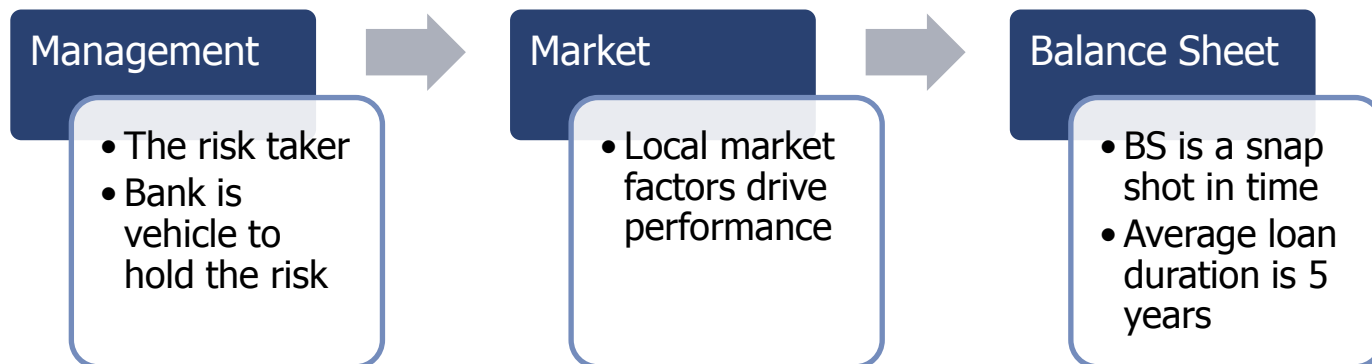 Management
• The risk taker
• Bank is
vehicle to
hold the risk
Market
• Local market
factors drive
performance
Balance Sheet
• BS is a snap
shot in time
• Average loan
duration is 5
years